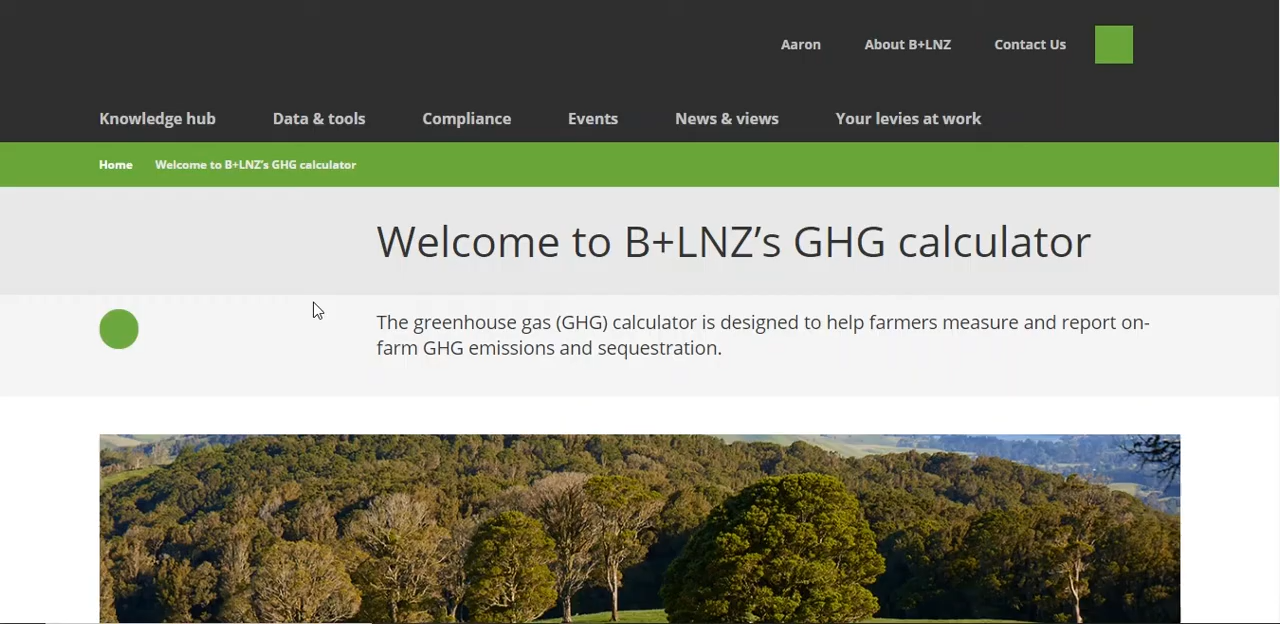 Aaron About B+LNZ Contact Us
Knowledge hub Data & tools Compliance Events News & views Your levies at work
Home Welcome to B+LNZ's GHG calculator
Welcome to B+LNZ’s GHG calculator
The greenhouse gas (GHG) calculator is designed to help farmers measure and report on-
farm GHG emissions and sequestration.